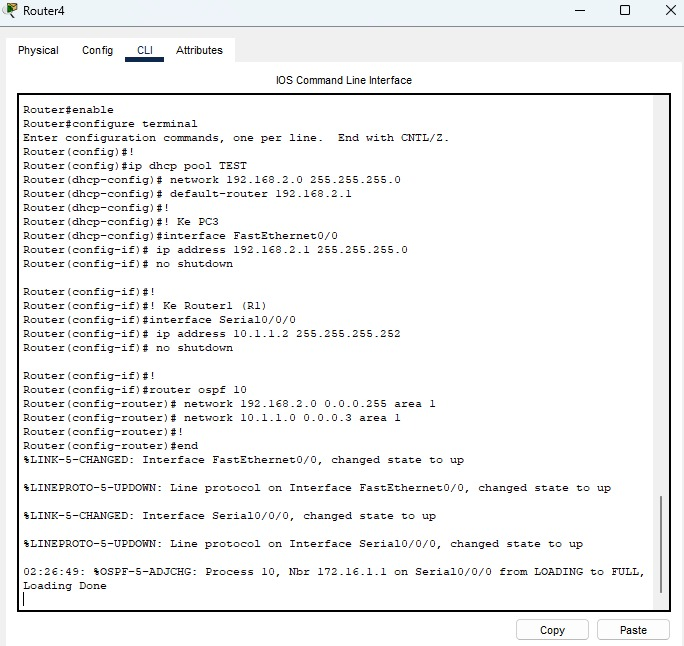 Router4
Physical Config CLI Attributes
IOS Command Line Interface
Router#enable
Router#configure terminal
Enter configuration commands, one per line.  End with CNTL/Z.
Router(config)#!
Router(config)#ip dhcp pool TEST
Router(dhcp-config)# network 192.168.2.0 255.255.255.0
Router(dhcp-config)# default-router 192.168.2.1
Router(dhcp-config)#!
Router(dhcp-config)#! Ke PC3
Router(dhcp-config)#interface FastEthernet0/0
Router(config-if)# ip address 192.168.2.1 255.255.255.0
Router(config-if)# no shutdown
Router(config-if)#!
Router(config-if)#! Ke Router1 (R1)
Router(config-if)#interface Serial0/0/0
Router(config-if)# ip address 10.1.1.2 255.255.255.252
Router(config-if)# no shutdown
Router(config-if)#!
Router(config-if)#router ospf 10
Router(config-router)# network 192.168.2.0 0.0.0.255 area 1
Router(config-router)# network 10.1.1.0 0.0.0.3 area 1
Router(config-router)#!
Router(config-router)#end
%LINK-5-CHANGED: Interface FastEthernet0/0, changed state to up
%LINEPROTO-5-UPDOWN: Line protocol on Interface FastEthernet0/0, changed state to up
%LINK-5-CHANGED: Interface Serial0/0/0, changed state to up
%LINEPROTO-5-UPDOWN: Line protocol on Interface Serial0/0/0, changed state to up
02:26:49: %OSPF-5-ADJCHG: Process 10, Nbr 172.16.1.1 on Serial0/0/0 from LOADING to FULL,
Loading Done
Copy Paste